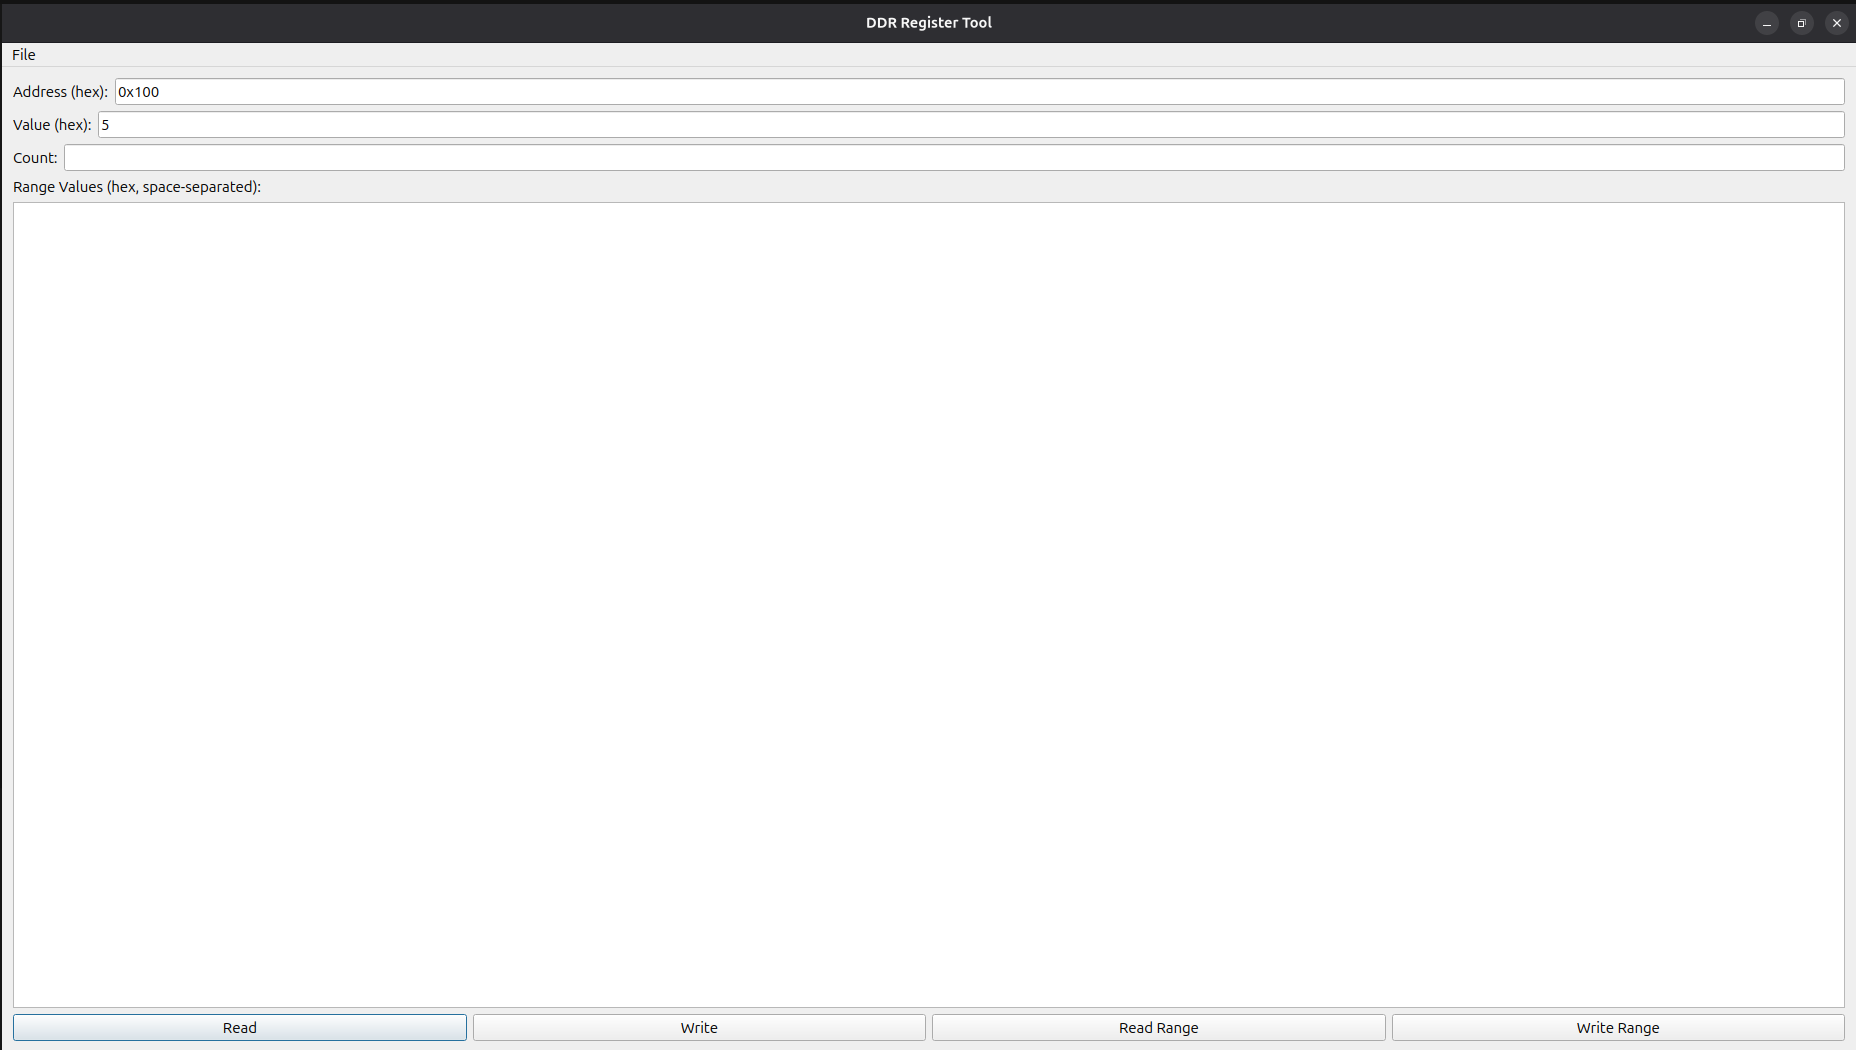 DDR Register Tool
File
Address (hex): 0x100
Value (hex): 5
Count:
Range Values (hex, space-separated):
Read Write Read Range Write Range